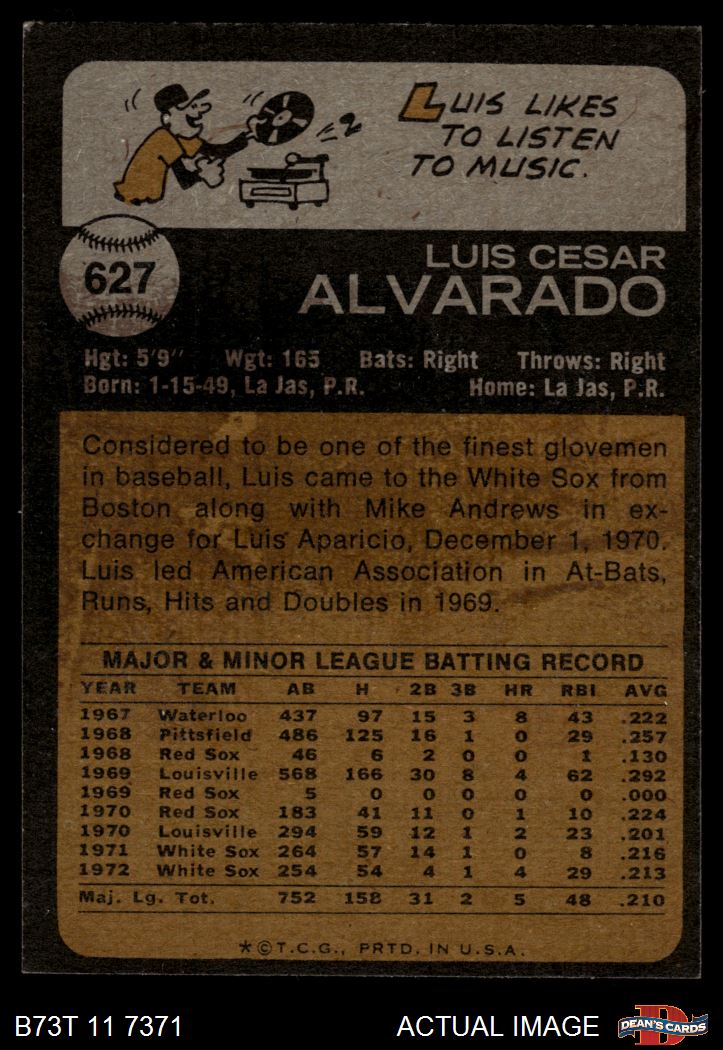 LUIS LIKES
TO LISTEN
TO MUSIC.
627
LUIS CESAR
ALVARADO
Hgt: 5'9" Wgt: 165 Bats: Right Throws: Right
Born: 1-15-49, La Jas, P.R. Home: La Jas, P.R.
Considered to be one of the finest glovemen
in baseball, Luis came to the White Sox from
Boston along with Mike Andrews in ex-
change for Luis Aparicio, December 1, 1970.
Luis led American Association in At-Bats,
Runs, Hits and Doubles in 1969.
MAJOR & MINOR LEAGUE BATTING RECORD
YEAR TEAM AB H 2B 3B HR RBI AVG
1967 Waterloo 437 97 15 3 8 43 .222
1968 Pittsfield 486 125 16 1 0 29 .257
1968 Red Sox 46 6 2 0 0 1 .130
1969 Louisville 568 166 30 8 4 62 .292
1969 Red Sox 5 0 0 0 0 0 .000
1970 Red Sox 183 41 11 0 1 10 .224
1970 Louisville 294 59 12 1 2 23 .201
1971 White Sox 264 57 14 1 0 8 .216
1972 White Sox 254 54 4 1 4 29 .213
Maj. Lg. Tot. 752 158 31 2 5 48 .210
*©T.C.G., PRTD. IN U.S.A.
B73T 11 7371 ACTUAL IMAGE D DEAN'S CARDS